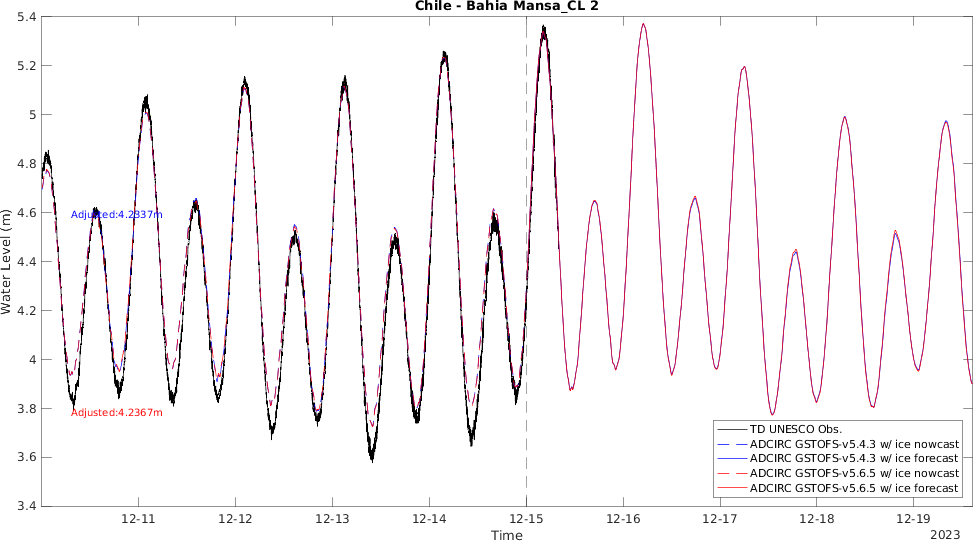 Chile - Bahia Mansa_CL 2
Water Level (m)
5.4
5.2
5
4.8
4.6
4.4
4.2
4
3.8
3.6
3.4
Adjusted:4.2337m
Adjusted:4.2367m
TD UNESCO Obs.
ADCIRC GSTOFS-v5.4.3 w/ ice nowcast
ADCIRC GSTOFS-v5.4.3 w/ ice forecast
ADCIRC GSTOFS-v5.6.5 w/ ice nowcast
ADCIRC GSTOFS-v5.6.5 w/ ice forecast
12-11 12-12 12-13 12-14 12-15 12-16 12-17 12-18 12-19
Time
2023